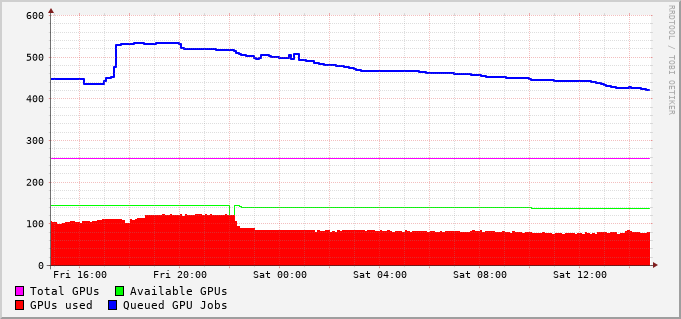 600
500
400
300
200
100
0
Fri 16:00 Fri 20:00 Sat 00:00 Sat 04:00 Sat 08:00 Sat 12:00
Total GPUs Available GPUs
GPUs used Queued GPU Jobs
RRDTOOL / TOBI OETIKER